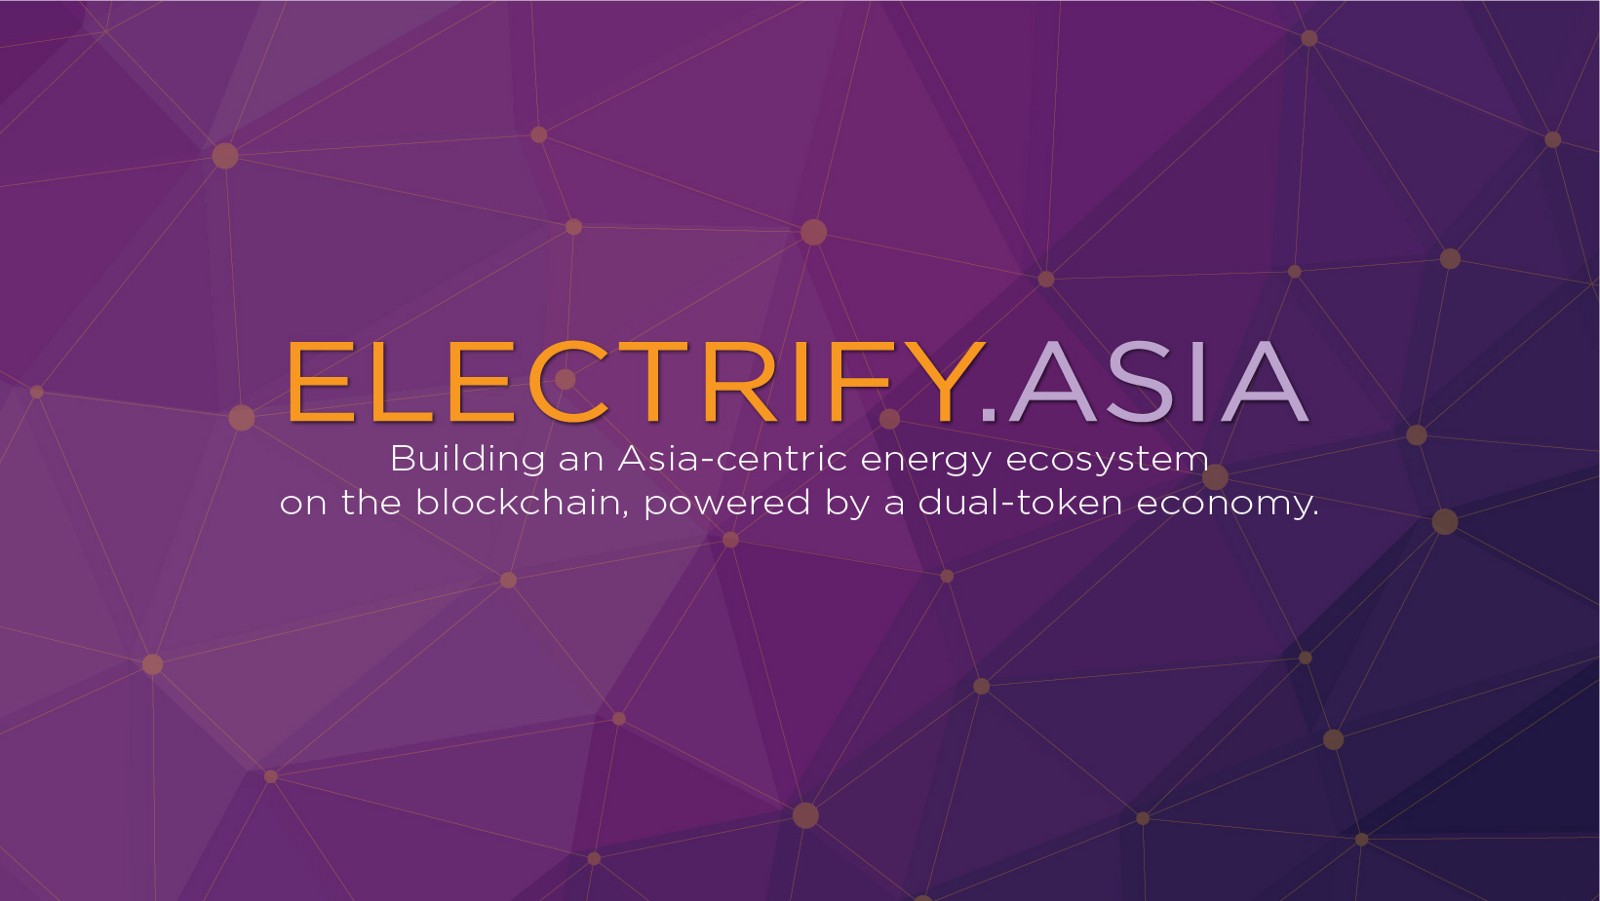 ELECTRIFY.ASIA
Building an Asia-centric energy ecosystem
on the blockchain, powered by a dual-token economy.